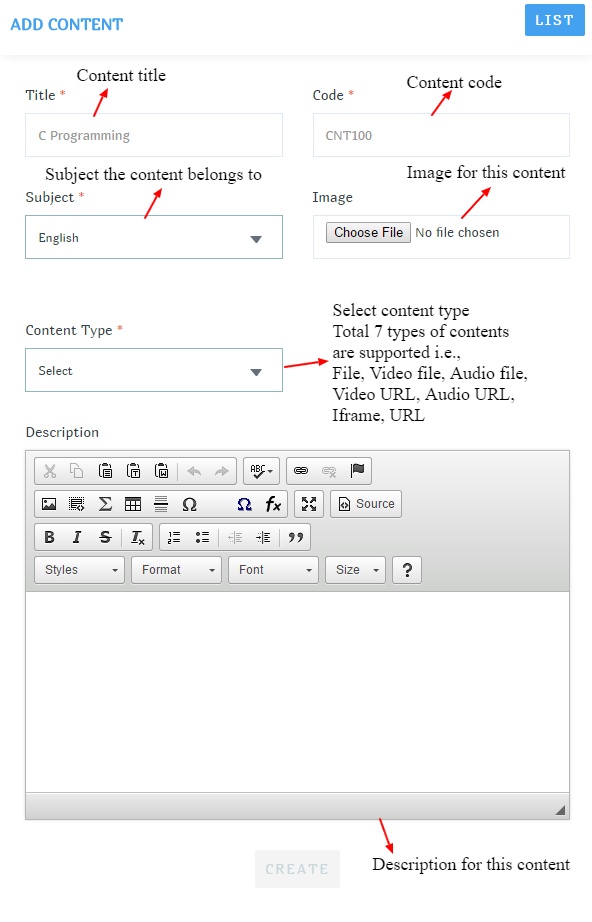 ADD CONTENT
LIST
Content title
Content code
Title *
Code *
C Programming
CNT100
Subject the content belongs to
Image for this content
Subject *
Image
English
Choose File No file chosen
Content Type *
Select content type
Total 7 types of contents
are supported i.e.,
File, Video file, Audio file,
Video URL, Audio URL,
Iframe, URL
Select
Description
ABC
Σ Ω Ω fx Source
B I S Ix
Styles Format Font Size ?
Description for this content
CREATE